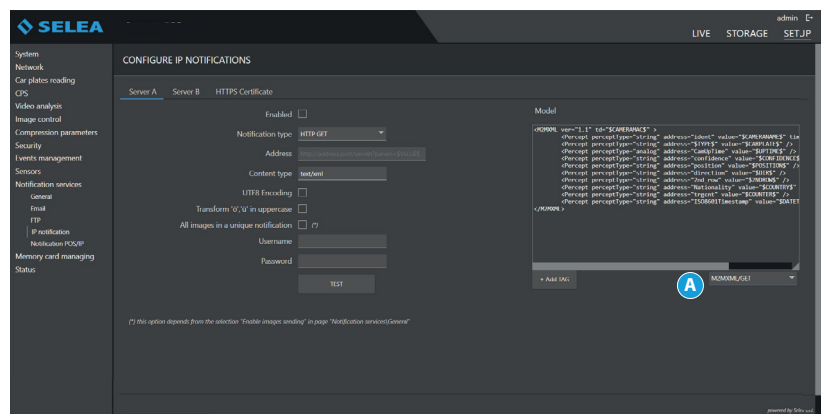 SELEA
admin
LIVE STORAGE SETUP
System
Network
Car plates reading
CPS
Video analysis
Image control
Compression parameters
Security
Events management
Sensors
Notification services
General
Email
FTP
IP notification
Notification POS/IP
Memory card managing
Status
CONFIGURE IP NOTIFICATIONS
Server A Server B HTTPS Certificate
Enabled
Notification type HTTP GET
Address
Content type text/xml
UTF8 Encoding
Transform 'ö','ü' in uppercase
All images in a unique notification (*)
Username
Password
TEST
(*) this option depends from the selection "Enable images sending" in page "Notification services\General"
Model
<M2MXML ver="1.1" td="$CAMERAMAC$" >
<Percept perceptType="string" address="ident" value="$CAMERANAME$" tim
<Percept perceptType="string" address="$TYPE$" value="$CARPLATE$" />
<Percept perceptType="analog" address="CamUpTime" value="$UPTIME$" />
<Percept perceptType="string" address="confidence" value="$CONFIDENCE$
<Percept perceptType="string" address="position" value="$POSITION$" />
<Percept perceptType="string" address="direction" value="$DIR$" />
<Percept perceptType="string" address="2nd_row" value="$2NDROW$" />
<Percept perceptType="string" address="Nationality" value="$COUNTRY$"
<Percept perceptType="string" address="trgcnt" value="$COUNTER$" />
<Percept perceptType="string" address="ISO8601Timestamp" value="$DATET
</M2MXML>
+ Add TAG
A
M2MXML/GET
powered by Selea